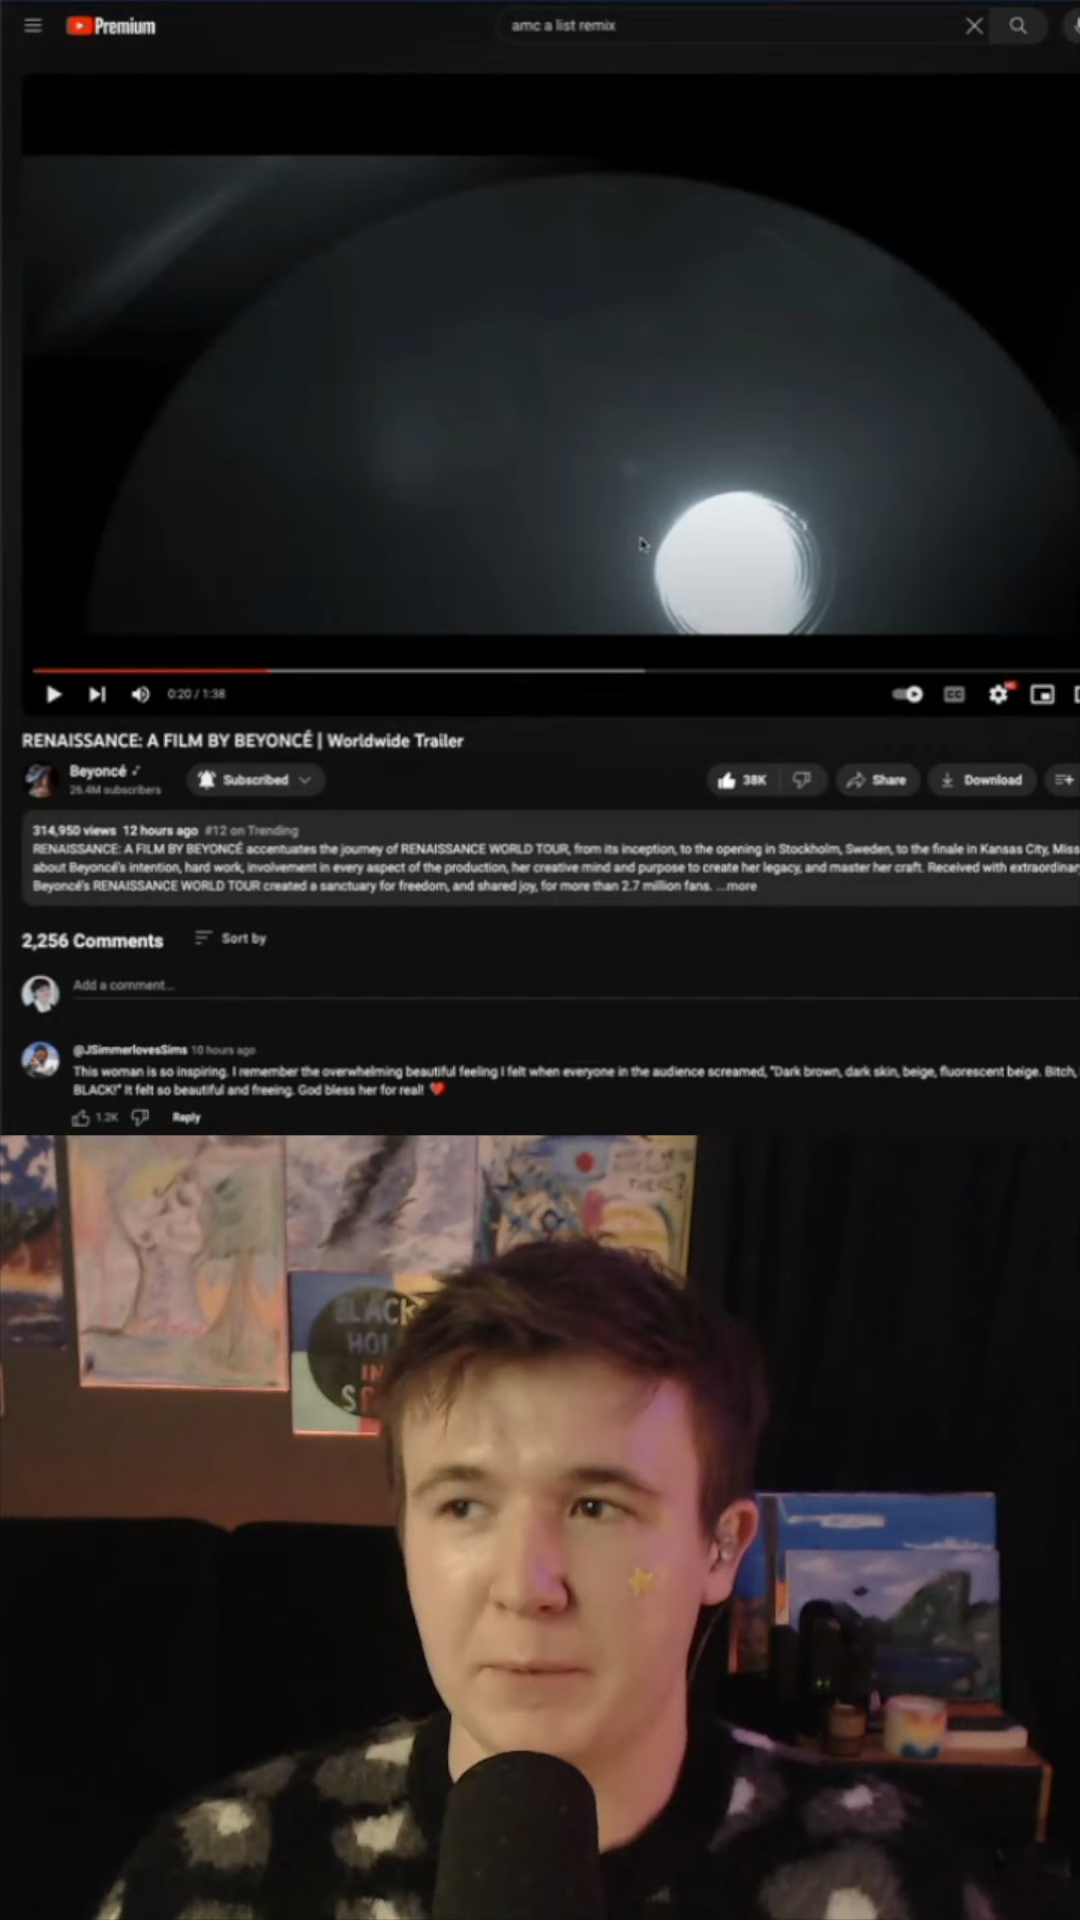 Premium
amc a list remix
0:20 / 1:38
RENAISSANCE: A FILM BY BEYONCÉ | Worldwide Trailer
Beyoncé
26.4M subscribers
Subscribed
38K
Share
Download
314,950 views 12 hours ago #12 on Trending
RENAISSANCE: A FILM BY BEYONCÉ accentuates the journey of RENAISSANCE WORLD TOUR, from its inception, to the opening in Stockholm, Sweden, to the finale in Kansas City, Miss
about Beyoncé's intention, hard work, involvement in every aspect of the production, her creative mind and purpose to create her legacy, and master her craft. Received with extraordinar
Beyoncé's RENAISSANCE WORLD TOUR created a sanctuary for freedom, and shared joy, for more than 2.7 million fans. ...more
2,256 Comments
Sort by
Add a comment...
@JSimmerlovesSims 10 hours ago
This woman is so inspiring. I remember the overwhelming beautiful feeling I felt when everyone in the audience screamed, "Dark brown, dark skin, beige, fluorescent beige. Bitch,
BLACK!" It felt so beautiful and freeing. God bless her for real! ❤️
1.2K
Reply
THERE?
BLACK
HOL
IN
S